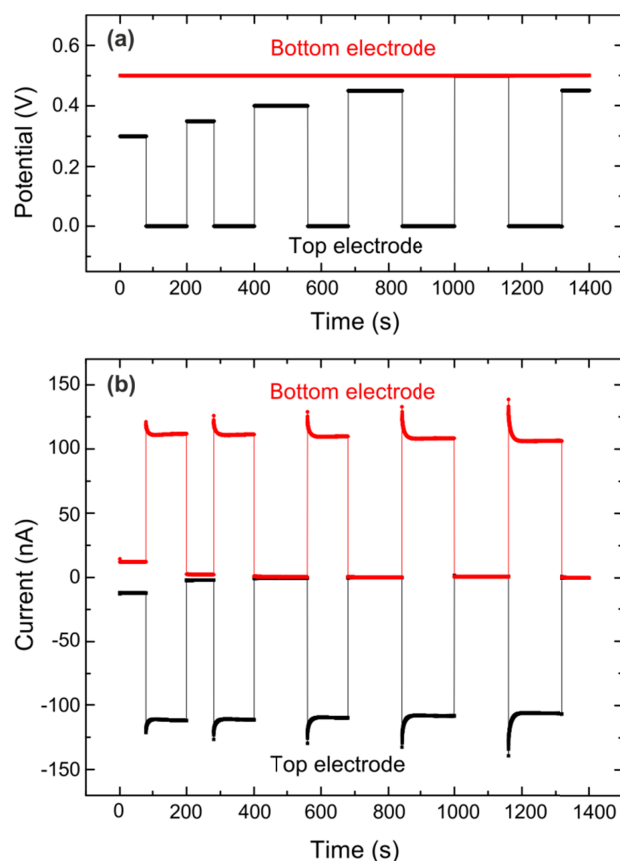 (a)
Bottom electrode
0.6
0.4
0.2
0.0
Potential (V)
Top electrode
0 200 400 600 800 1000 1200 1400
Time (s)
(b)
Bottom electrode
150
100
50
0
-50
-100
-150
Current (nA)
Top electrode
0 200 400 600 800 1000 1200 1400
Time (s)